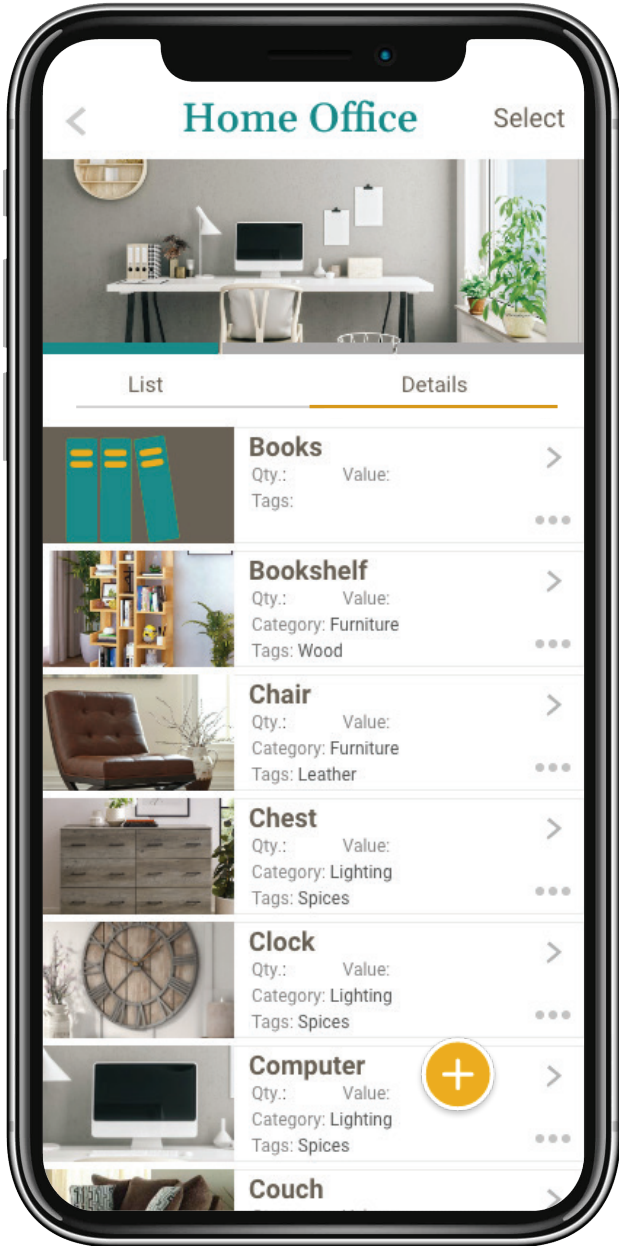 Home Office
Select
List Details
Books
Qty.: Value:
Tags:
Bookshelf
Qty.: Value:
Category: Furniture
Tags: Wood
Chair
Qty.: Value:
Category: Furniture
Tags: Leather
Chest
Qty.: Value:
Category: Lighting
Tags: Spices
Clock
Qty.: Value:
Category: Lighting
Tags: Spices
Computer
Qty.: Value:
Category: Lighting
Tags: Spices
Couch